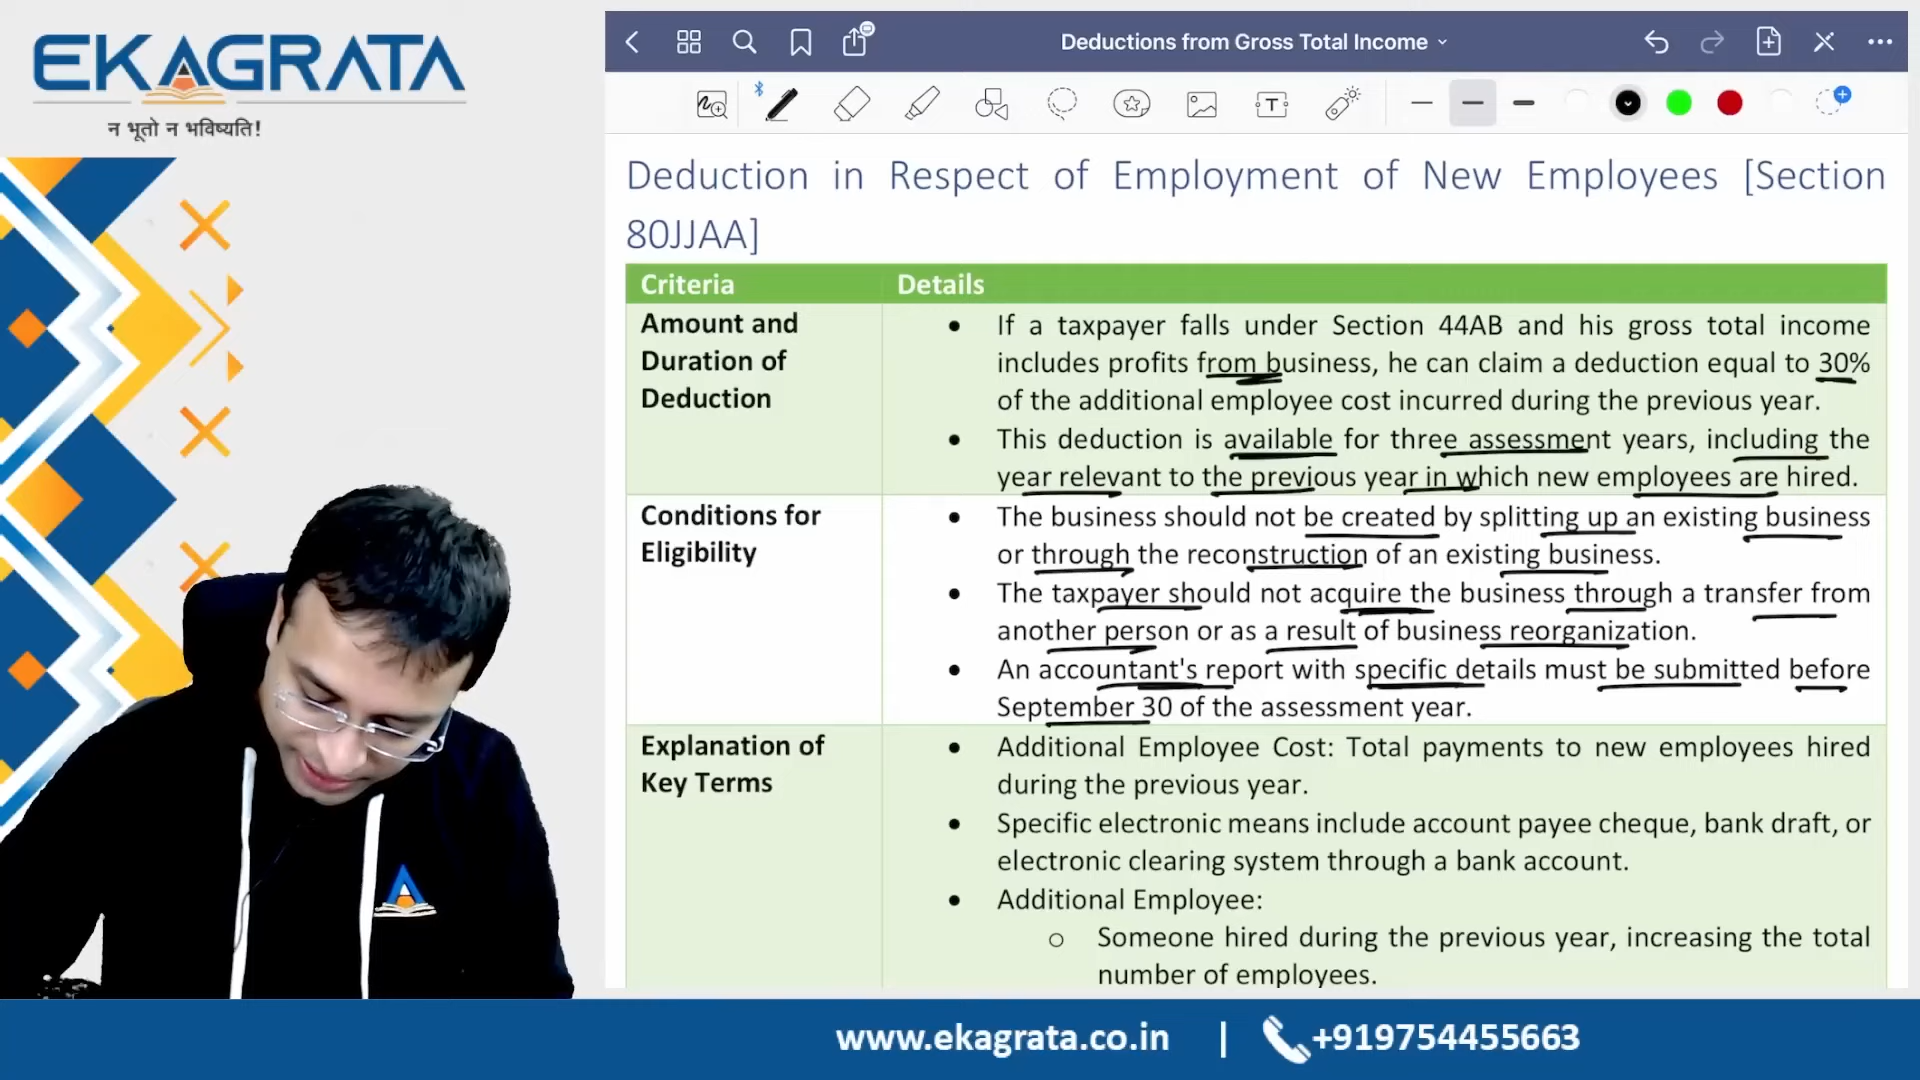 EKAGRATA
न भूतो न भविष्यति!
Deductions from Gross Total Income
T
Deduction in Respect of Employment of New Employees [Section
80JJAA]
Criteria
Details
Amount and
Duration of
Deduction
• If a taxpayer falls under Section 44AB and his gross total income
includes profits from business, he can claim a deduction equal to 30%
of the additional employee cost incurred during the previous year.
• This deduction is available for three assessment years, including the
year relevant to the previous year in which new employees are hired.
Conditions for
Eligibility
• The business should not be created by splitting up an existing business
or through the reconstruction of an existing business.
• The taxpayer should not acquire the business through a transfer from
another person or as a result of business reorganization.
• An accountant's report with specific details must be submitted before
September 30 of the assessment year.
Explanation of
Key Terms
• Additional Employee Cost: Total payments to new employees hired
during the previous year.
• Specific electronic means include account payee cheque, bank draft, or
electronic clearing system through a bank account.
• Additional Employee:
o Someone hired during the previous year, increasing the total
number of employees.
www.ekagrata.co.in | +919754455663